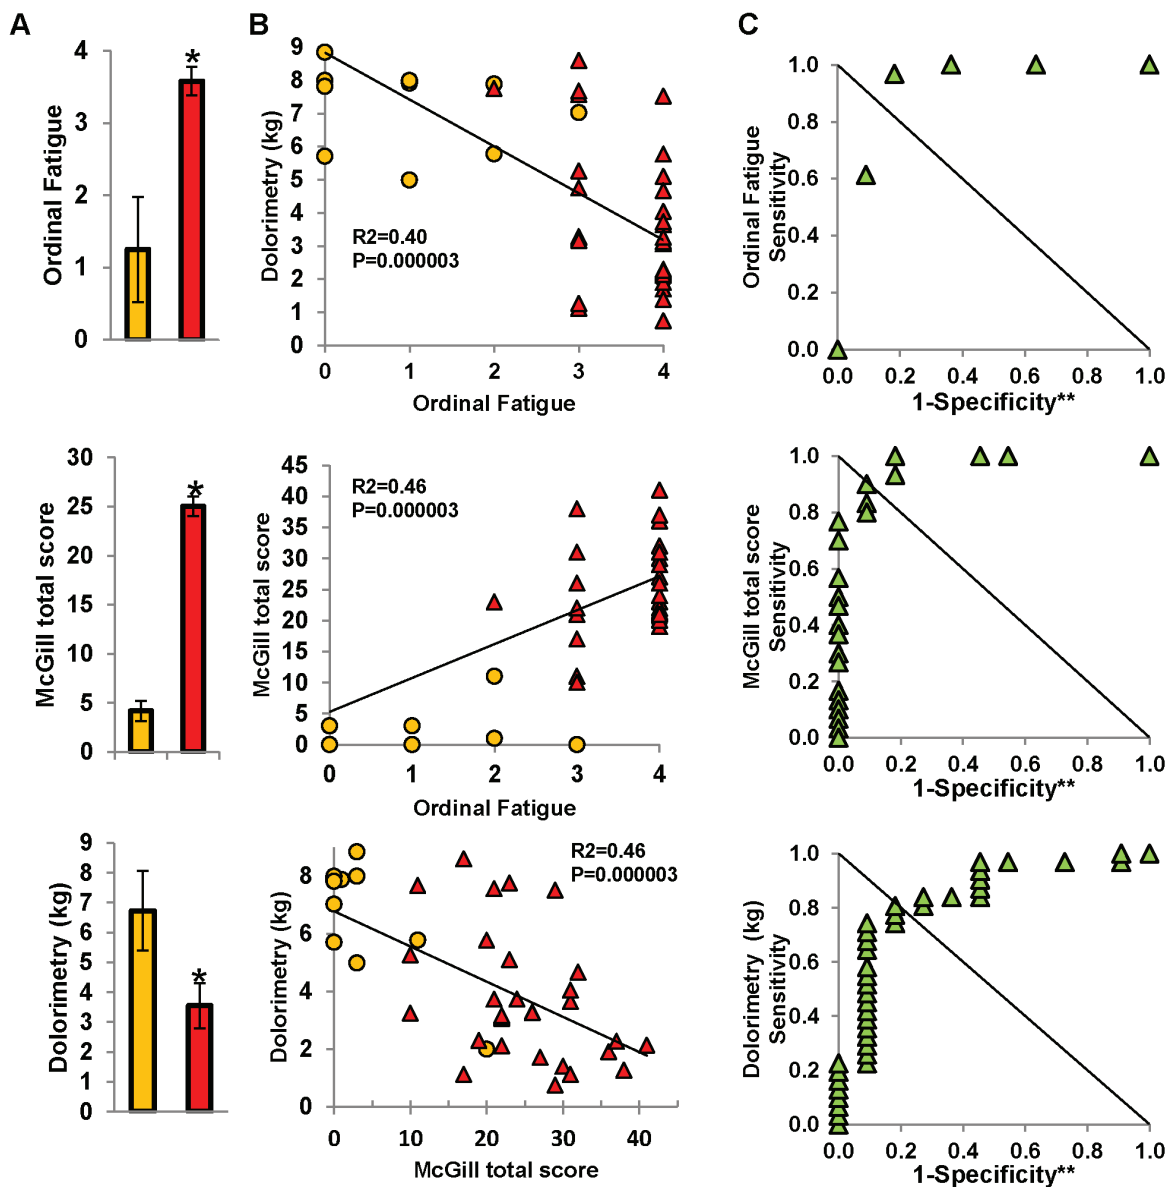 A
B
C
Ordinal Fatigue
4
3
2
1
0
*
Dolorimetry (kg)
9
8
7
6
5
4
3
2
1
0
R2=0.40
P=0.000003
0 1 2 3 4
Ordinal Fatigue
Ordinal Fatigue
Sensitivity
1.0
0.8
0.6
0.4
0.2
0.0
0.0 0.2 0.4 0.6 0.8 1.0
1-Specificity**
McGill total score
30
25
20
15
10
5
0
*
McGill total score
45
40
35
30
25
20
15
10
5
0
R2=0.46
P=0.000003
0 1 2 3 4
Ordinal Fatigue
McGill total score
Sensitivity
1.0
0.8
0.6
0.4
0.2
0.0
0.0 0.2 0.4 0.6 0.8 1.0
1-Specificity**
Dolorimetry (kg)
9
8
7
6
5
4
3
2
1
0
*
Dolorimetry (kg)
8
6
4
2
0
R2=0.46
P=0.000003
0 10 20 30 40
McGill total score
Dolorimetry (kg)
Sensitivity
1.0
0.8
0.6
0.4
0.2
0.0
0.0 0.2 0.4 0.6 0.8 1.0
1-Specificity**